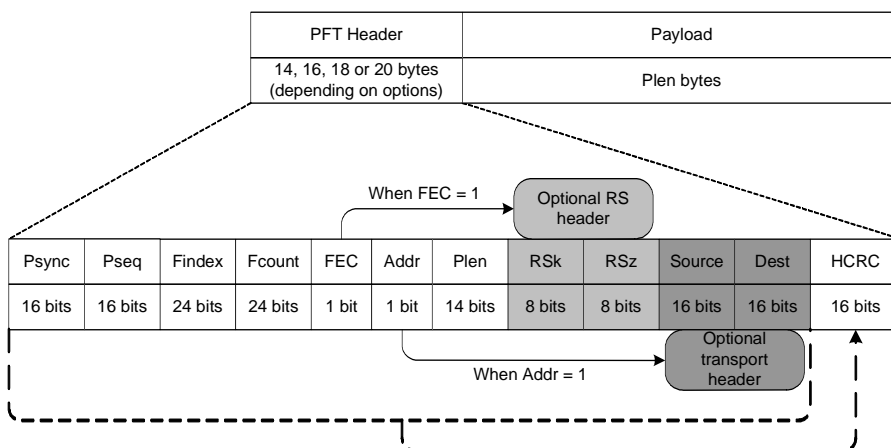 PFT Header Payload
14, 16, 18 or 20 bytes
(depending on options)
Plen bytes
When FEC = 1
Optional RS
header
Psync Pseq Findex Fcount FEC Addr Plen RSk RSz Source Dest HCRC
16 bits 16 bits 24 bits 24 bits 1 bit 1 bit 14 bits 8 bits 8 bits 16 bits 16 bits 16 bits
When Addr = 1
Optional
transport
header